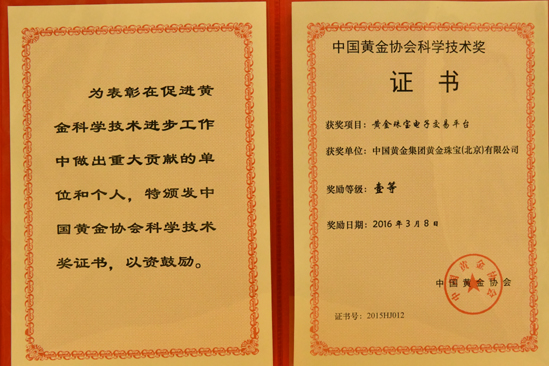 为表彰在促进黄
金科学技术进步工作
中做出重大贡献的单
位和个人，特颁发中
国黄金协会科学技术
奖证书，以资鼓励。
中国黄金协会科学技术奖
证书
获奖项目：黄金珠宝电子交易平台
获奖单位：中国黄金集团黄金珠宝(北京)有限公司
奖励等级：壹等
奖励日期：2016年3月8日
中国黄金协会
中国黄金协会
证书号：2015HJ012